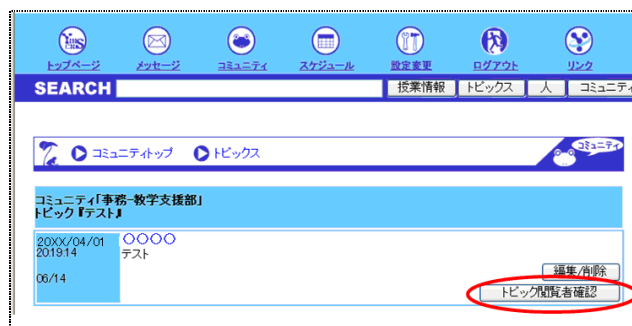 トップページ メッセージ コミュニティ スケジュール 設定変更 ログアウト リンク
SEARCH 授業情報 トピックス 人 コミュニティ
コミュニティトップ トピックス コミュニティ
コミュニティ「事務-教学支援部」
トピック『テスト』
20XX/04/01 ○○○○
20:19:14 テスト
06/14 編集/削除
トピック閲覧者確認